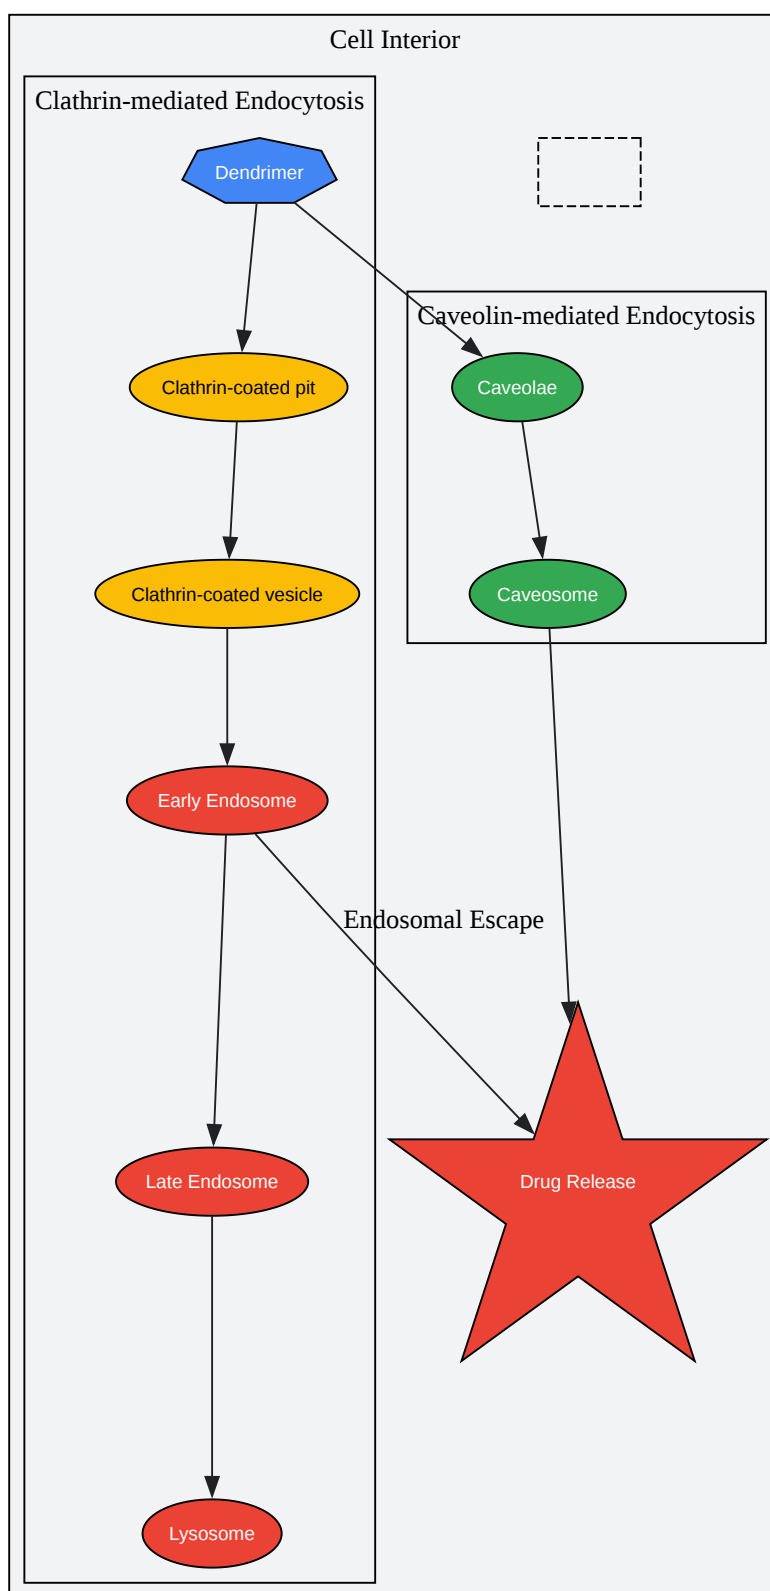 Cell Interior
Clathrin-mediated Endocytosis
Dendrimer
Caveolin-mediated Endocytosis
Clathrin-coated pit
Caveolae
Clathrin-coated vesicle
Caveosome
Early Endosome
Endosomal Escape
Late Endosome
Drug Release
Lysosome